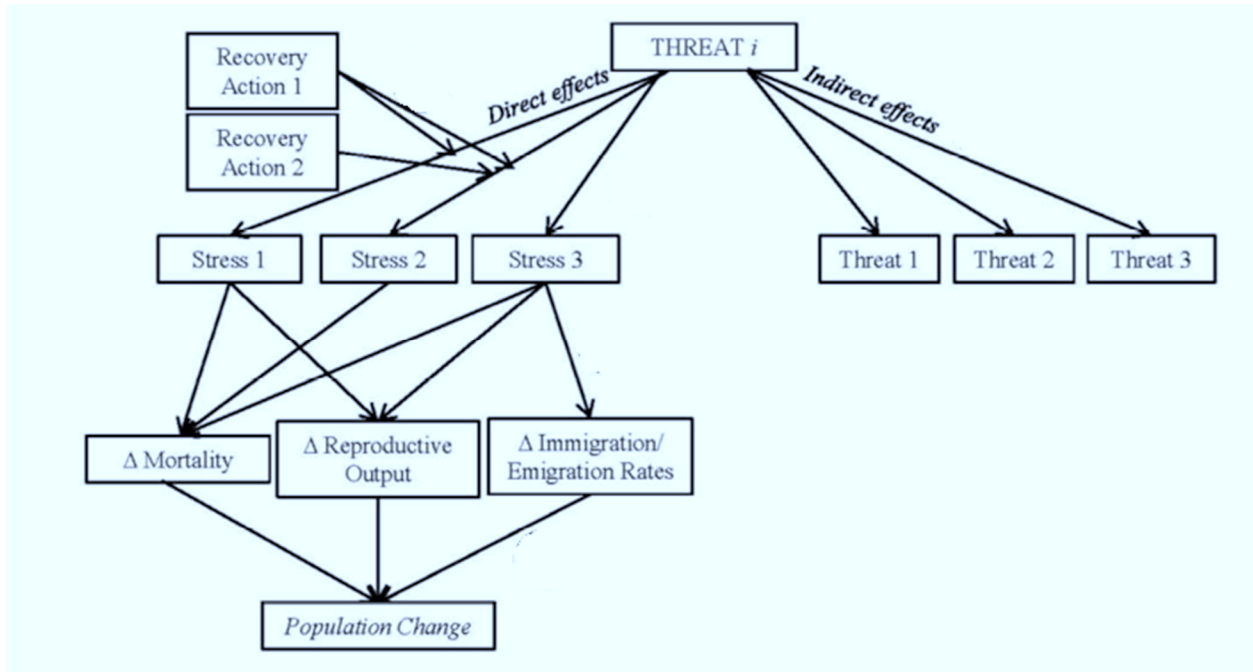 Recovery
Action 1
THREAT i
Direct effects
Indirect effects
Recovery
Action 2
Stress 1
Stress 2
Stress 3
Threat 1
Threat 2
Threat 3
Δ Mortality
Δ Reproductive
Output
Δ Immigration/
Emigration Rates
Population Change